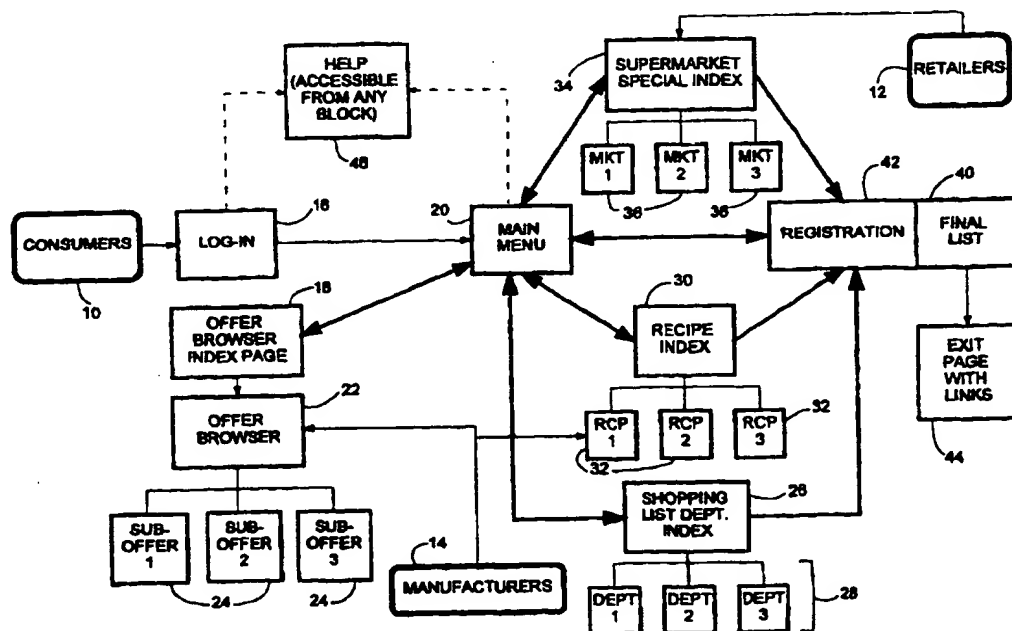 34
SUPERMARKET
SPECIAL INDEX
12
RETAILERS
HELP
(ACCESSIBLE
FROM ANY
BLOCK)
46
MKT
1
MKT
2
MKT
3
36
36
42
40
CONSUMERS
10
16
LOG-IN
20
MAIN
MENU
REGISTRATION
FINAL
LIST
18
OFFER
BROWSER
INDEX PAGE
30
RECIPE
INDEX
EXIT
PAGE
WITH
LINKS
44
22
OFFER
BROWSER
RCP
1
RCP
2
RCP
3
32
32
26
SHOPPING
LIST DEPT.
INDEX
SUB-
OFFER
1
SUB-
OFFER
2
SUB-
OFFER
3
24
24
14
MANUFACTURERS
DEPT
1
DEPT
2
DEPT
3
28